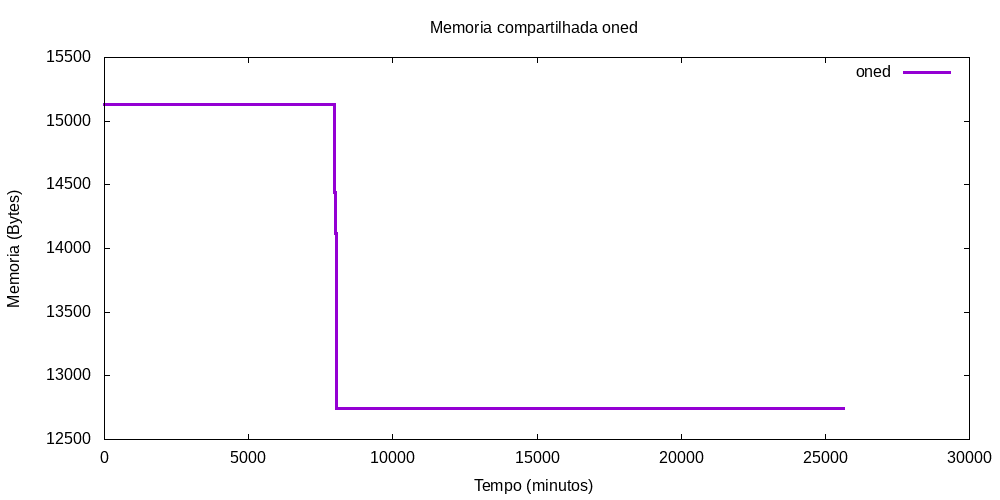 Memoria compartilhada oned
oned
15500
15000
14500
14000
13500
13000
12500
Memoria (Bytes)
0 5000 10000 15000 20000 25000 30000
Tempo (minutos)